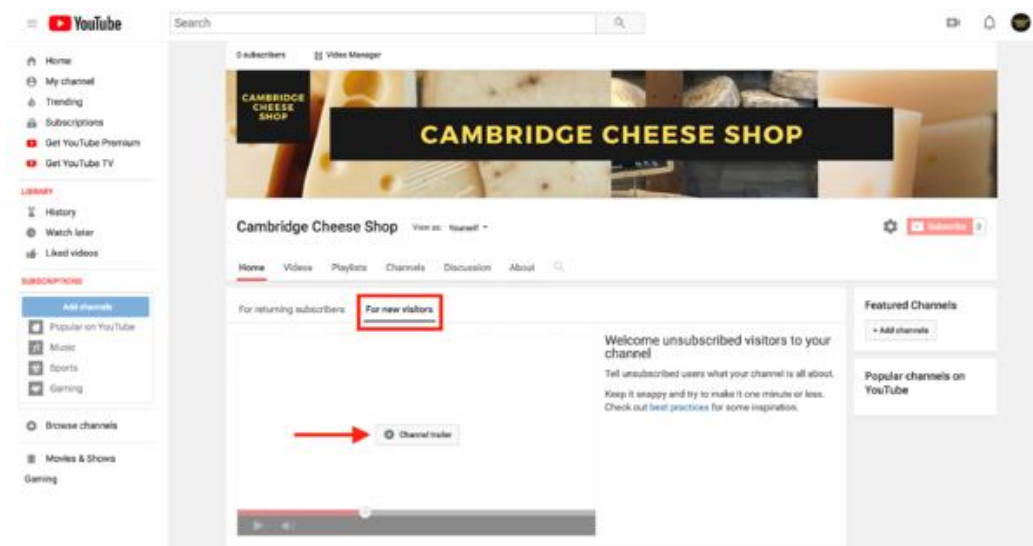 YouTube
Search
Home
My channel
Trending
Subscriptions
Get YouTube Premium
Get YouTube TV
LIBRARY
History
Watch later
Liked videos
SUBSCRIPTIONS
Add channels
Popular on YouTube
Music
Sports
Gaming
Browse channels
Movies & Shows
Gaming
0 subscribers
Video Manager
CAMBRIDGE
CHEESE
SHOP
CAMBRIDGE CHEESE SHOP
Cambridge Cheese Shop
View as: Yourself
Subscribe 0
Home Videos Playlists Channels Discussion About
For returning subscribers
For new visitors
Channel trailer
Welcome unsubscribed visitors to your
channel
Tell unsubscribed users what your channel is all about.
Keep it snappy and try to make it one minute or less.
Check out best practices for some inspiration.
Featured Channels
+ Add channels
Popular channels on
YouTube